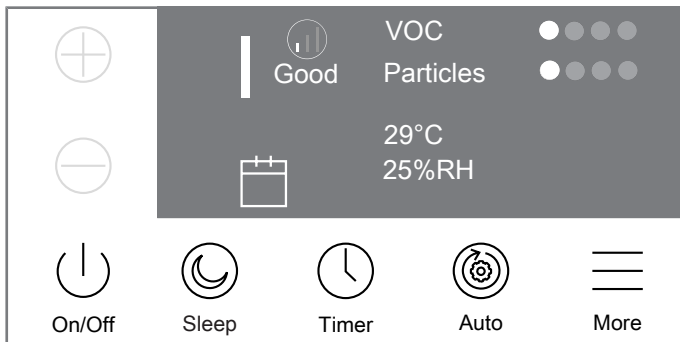 VOC
Good
Particles
29°C
25%RH
On/Off
Sleep
Timer
Auto
More